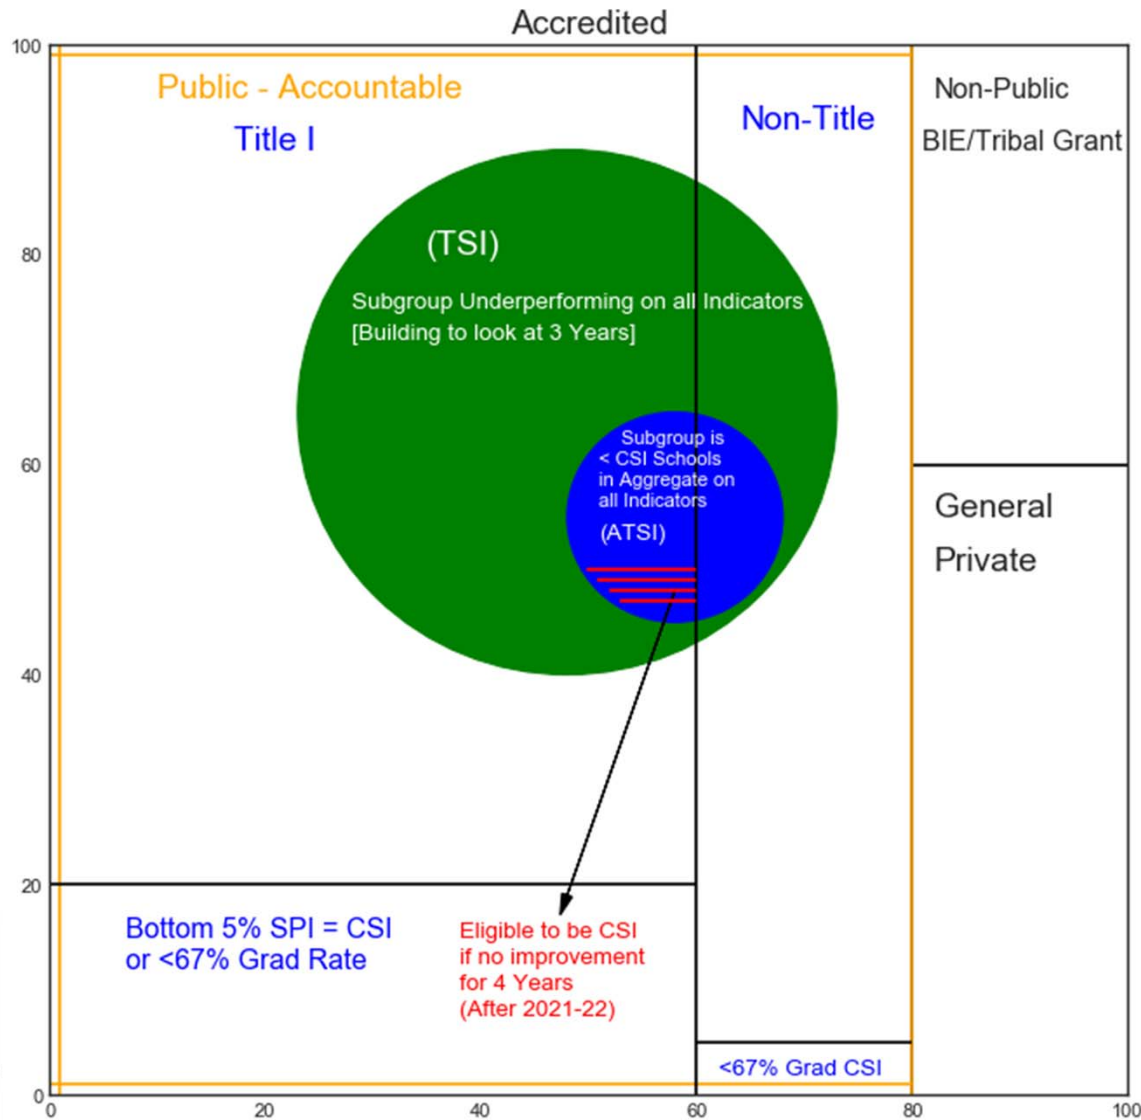 Accredited
100
Public - Accountable
Title I
Non-Title
Non-Public
BIE/Tribal Grant
80
(TSI)
Subgroup Underperforming on all Indicators
[Building to look at 3 Years]
60
Subgroup is
< CSI Schools
in Aggregate on
all Indicators
(ATSI)
General
Private
40
20
Bottom 5% SPI = CSI
or <67% Grad Rate
Eligible to be CSI
if no improvement
for 4 Years
(After 2021-22)
<67% Grad CSI
0
0 20 40 60 80 100